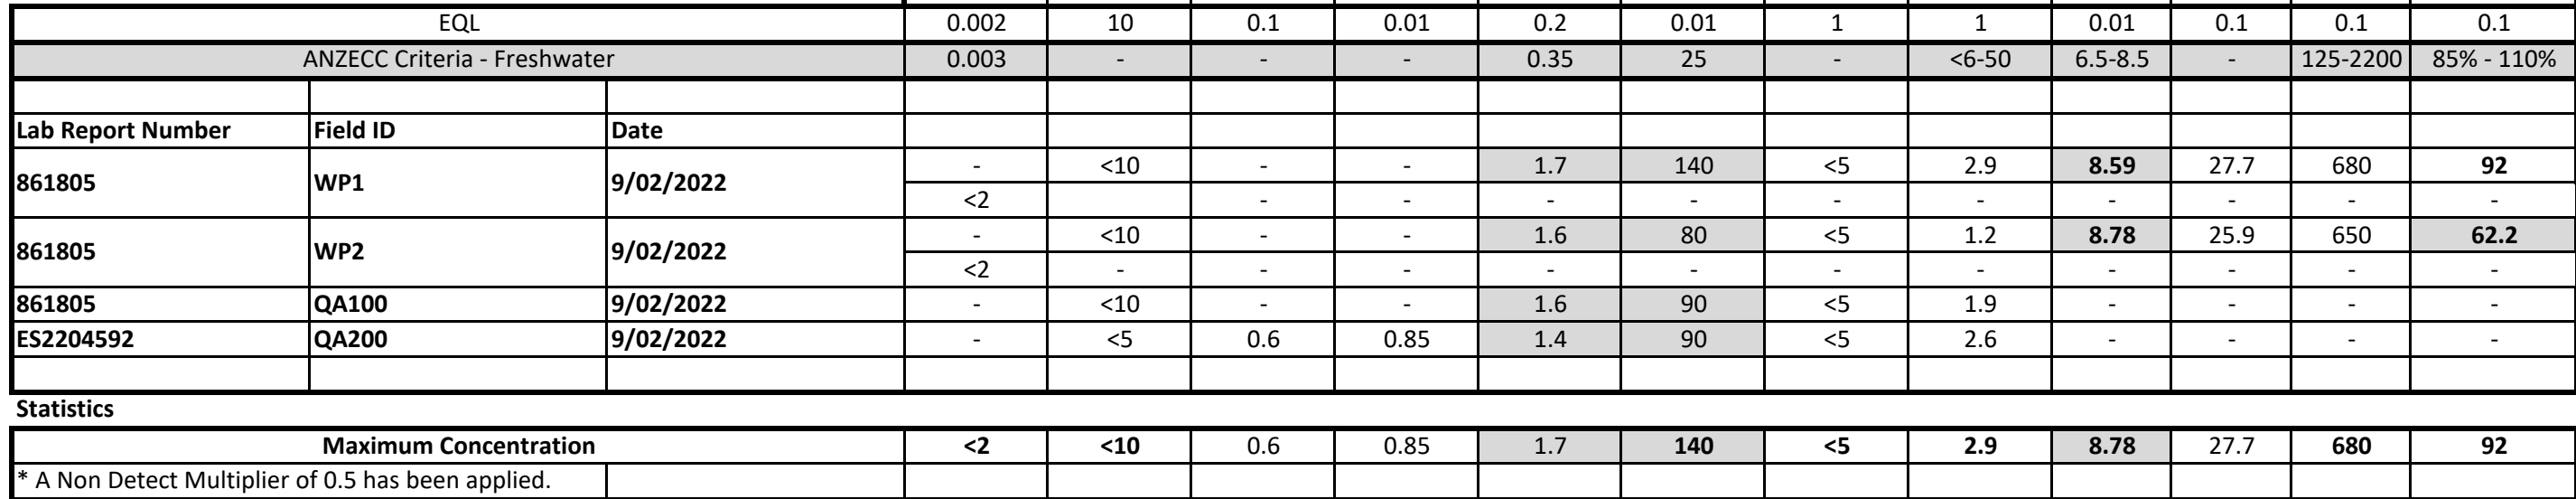 EQL 0.002 10 0.1 0.01 0.2 0.01 1 1 0.01 0.1 0.1 0.1
ANZECC Criteria - Freshwater 0.003 - - - 0.35 25 - <6-50 6.5-8.5 - 125-2200 85% - 110%
Lab Report Number Field ID Date
861805 WP1 9/02/2022 - <10 - - 1.7 140 <5 2.9 8.59 27.7 680 92
<2 - - - - - - - - - -
861805 WP2 9/02/2022 - <10 - - 1.6 80 <5 1.2 8.78 25.9 650 62.2
<2 - - - - - - - - - - -
861805 QA100 9/02/2022 - <10 - - 1.6 90 <5 1.9 - - - -
ES2204592 QA200 9/02/2022 - <5 0.6 0.85 1.4 90 <5 2.6 - - - -
Statistics
Maximum Concentration <2 <10 0.6 0.85 1.7 140 <5 2.9 8.78 27.7 680 92
* A Non Detect Multiplier of 0.5 has been applied.